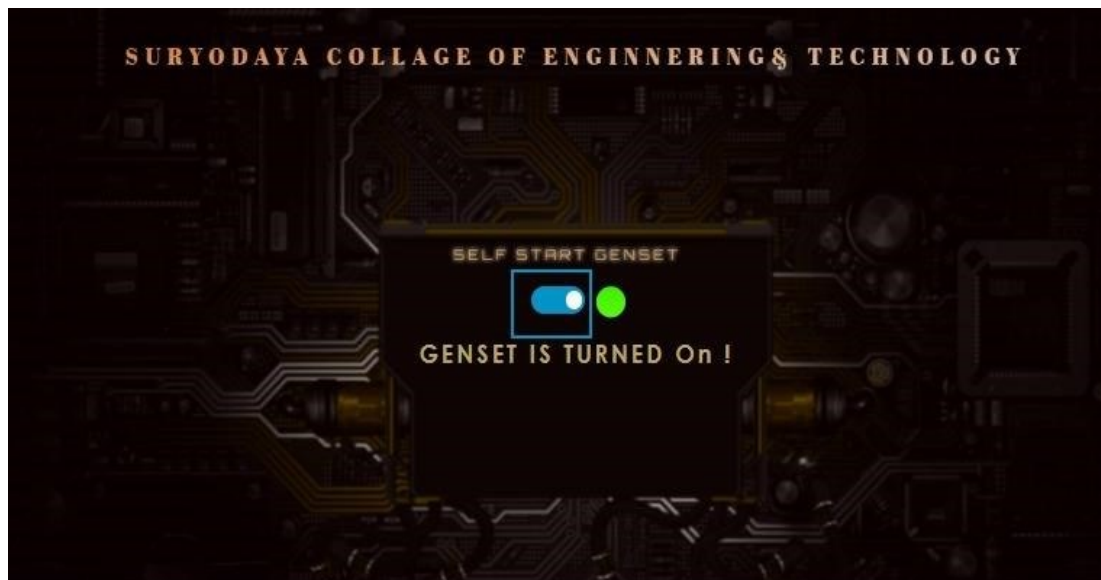 SURYODAYA COLLAGE OF ENGINNERING& TECHNOLOGY
SELF START GENSET
GENSET IS TURNED On !